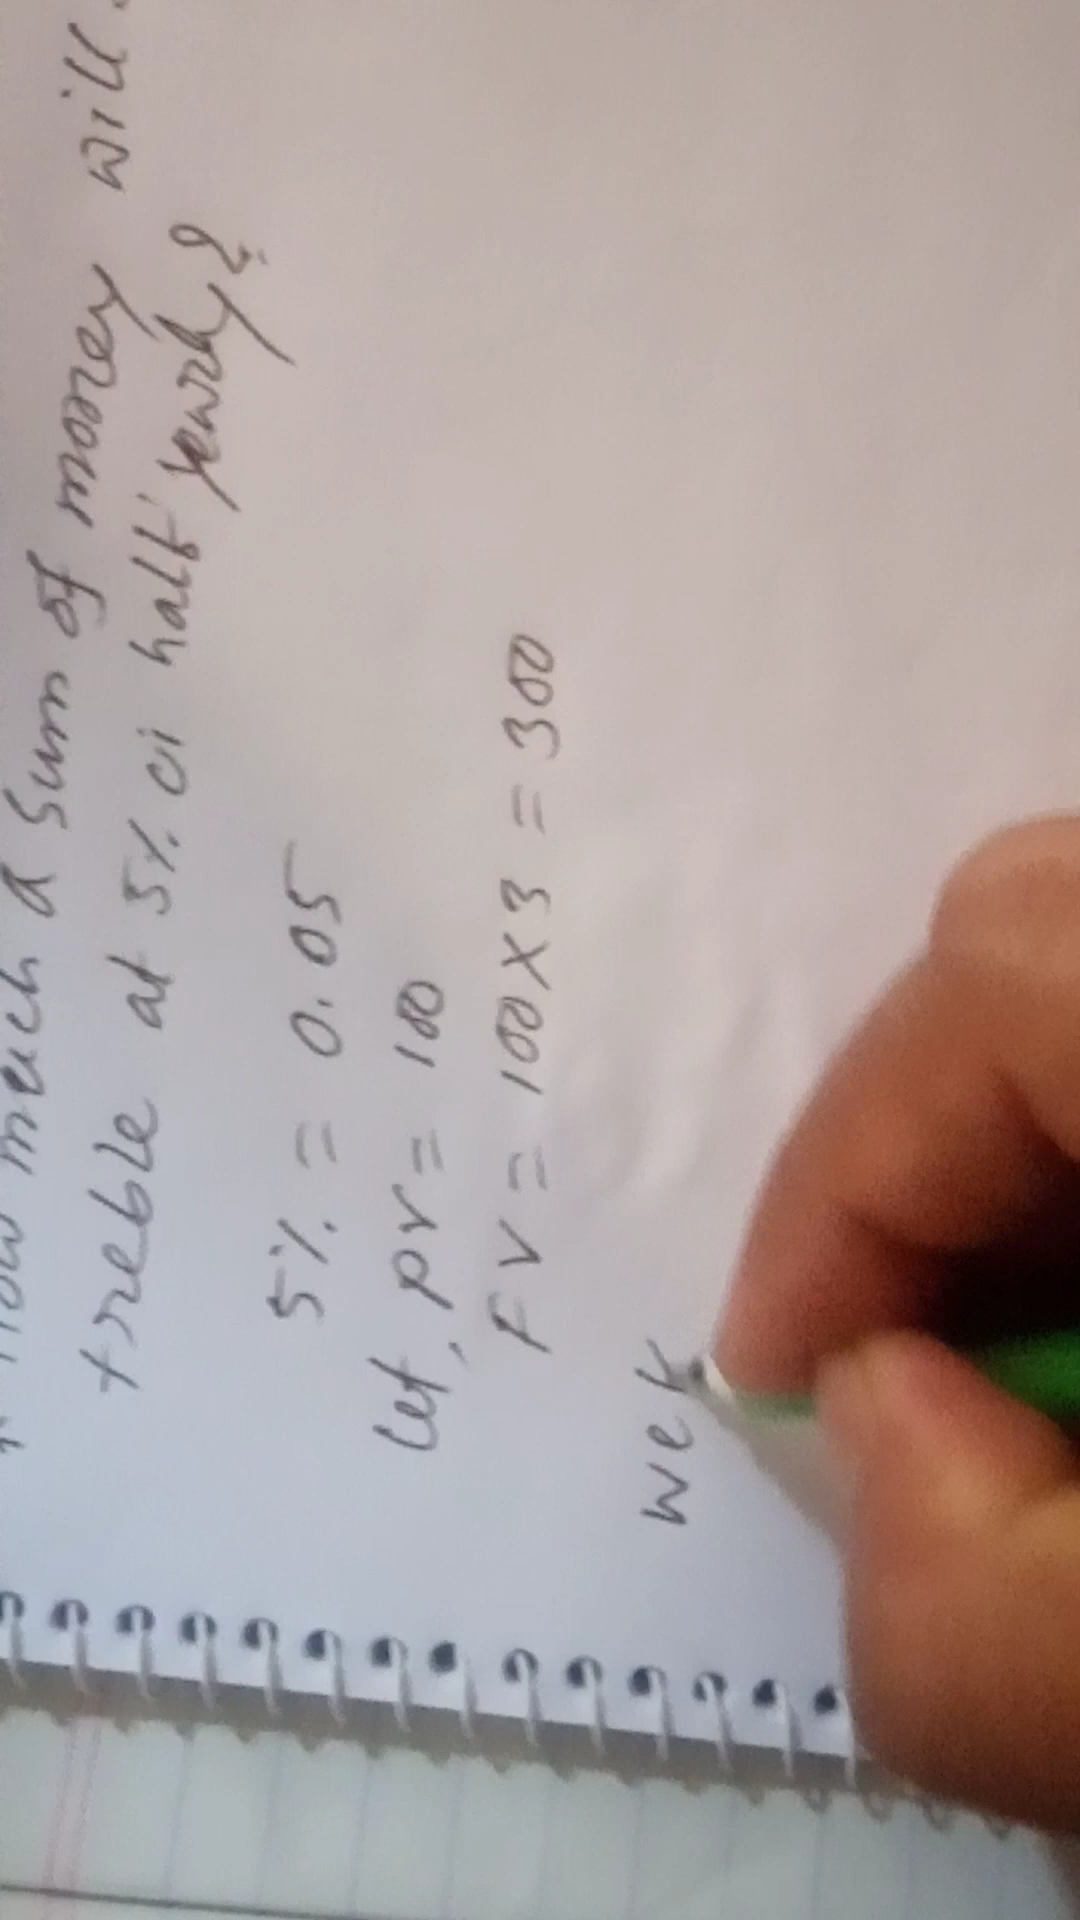 much a sum of money will
treble at 5% ci half yearly?
5% = 0.05
Let, PV = 100
FV = 100 x 3 = 300
we k